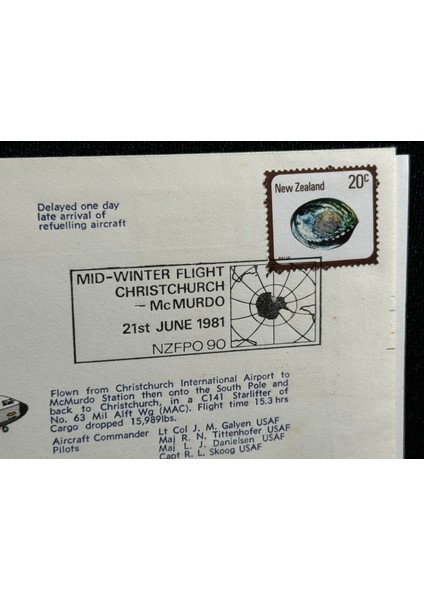 New Zealand 20c
PAUA
Delayed one day
late arrival of
refuelling aircraft
MID-WINTER FLIGHT
CHRISTCHURCH
– McMURDO
21st JUNE 1981
NZFPO 90
Flown from Christchurch International Airport to
McMurdo Station then onto the South Pole and
back to Christchurch, in a C141 Starlifter of
No. 63 Mil Alft Wg (MAC). Flight time 15.3 hrs
Cargo dropped 15,989lbs.
Aircraft Commander Lt Col J. M. Galyen USAF
Pilots Maj R. N. Tittenhofer USAF
Maj L. J. Danielsen USAF
Capt R. L. Skoog USAF